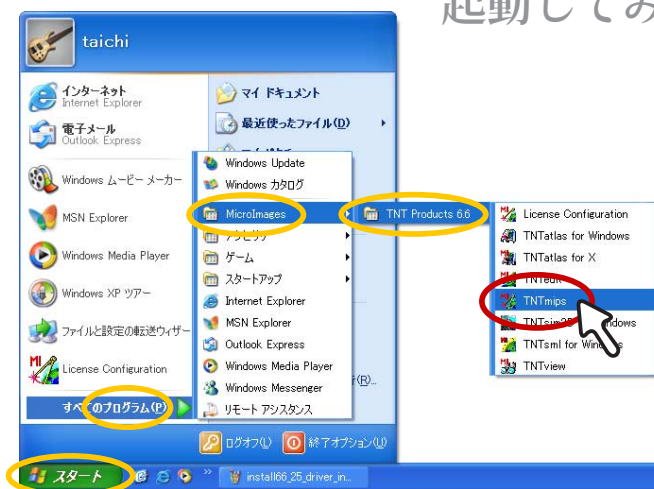 起動してみ
taichi
インターネット
Internet Explorer
電子メール
Outlook Express
Windows ムービー メーカー
MSN Explorer
Windows Media Player
Windows XP ツアー
ファイルと設定の転送ウィザー
License Configuration
すべてのプログラム(P)
マイ ドキュメント
最近使ったファイル(D)
Windows Update
Windows カタログ
MicroImages
アクセサリ
ゲーム
スタートアップ
Internet Explorer
MSN Explorer
Outlook Express
Windows Media Player
Windows Messenger
リモート アシスタンス
(R)...
TNT Products 6.6
License Configuration
TNTatlas for Windows
TNTatlas for X
TNTedit
TNTmips
TNTsim3D
ndows
TNTsml for Windows
TNTview
ログオフ(L)
終了オプション(U)
スタート
install66_25_driver_in...